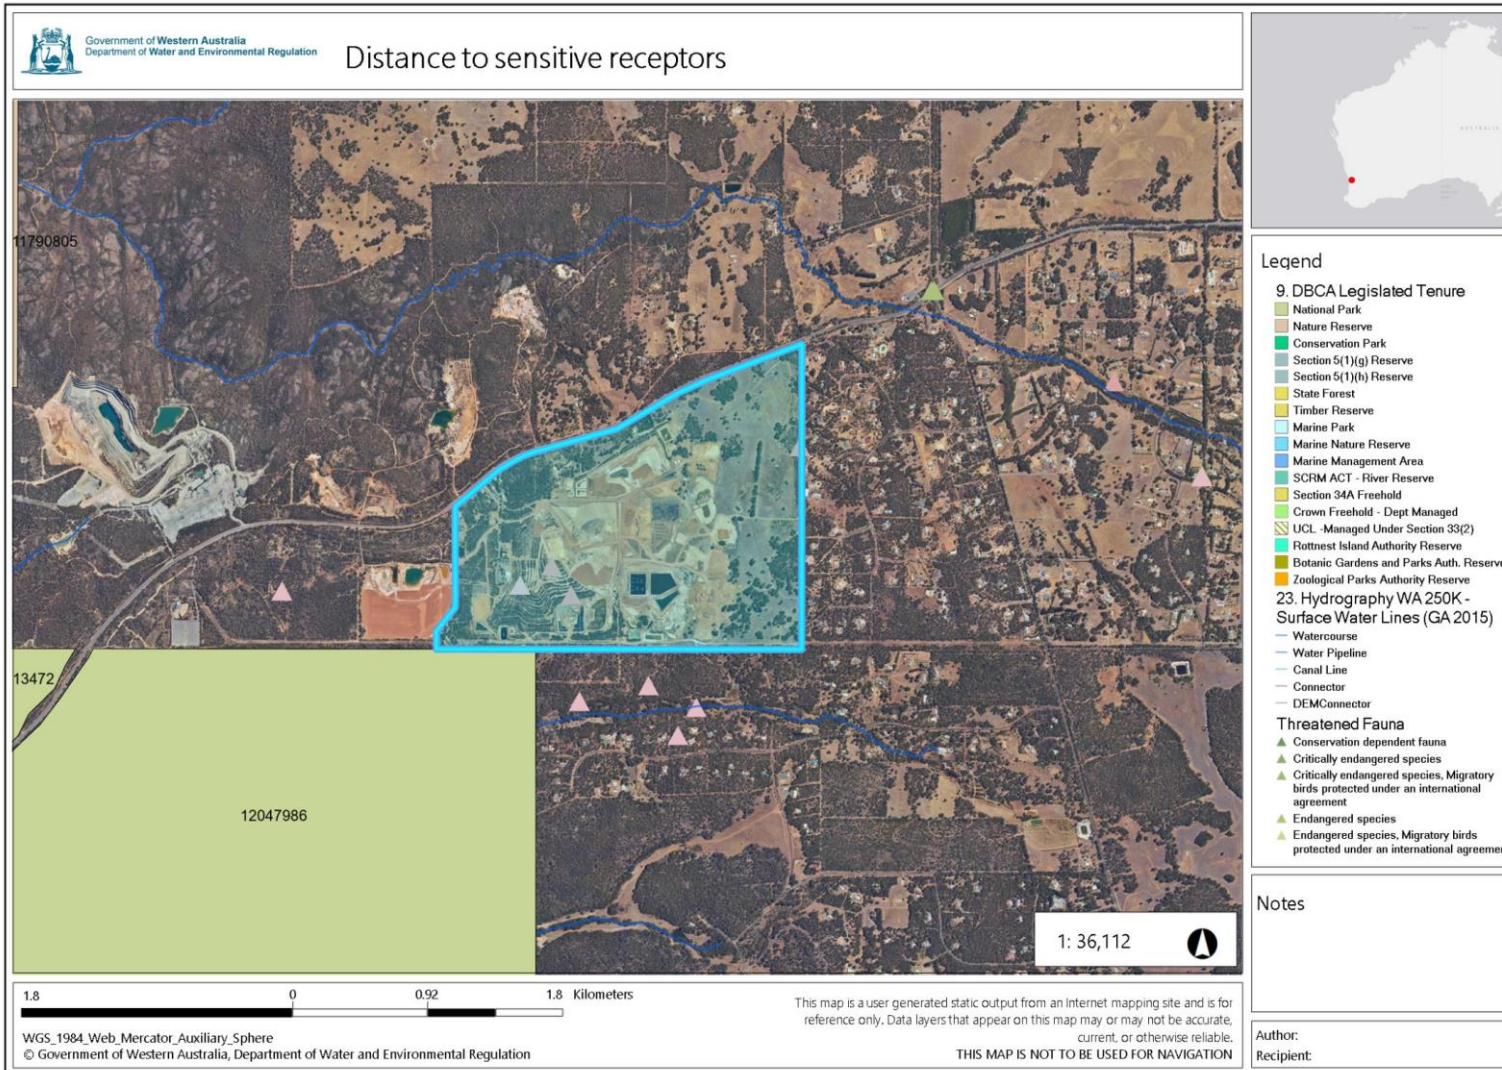 Government of Western Australia
Department of Water and Environmental Regulation
Distance to sensitive receptors
AUSTRALIA
11790805
13472
12047986
1: 36,112
Legend
9. DBCA Legislated Tenure
National Park
Nature Reserve
Conservation Park
Section 5(1)(g) Reserve
Section 5(1)(h) Reserve
State Forest
Timber Reserve
Marine Park
Marine Nature Reserve
Marine Management Area
SCRM ACT - River Reserve
Section 34A Freehold
Crown Freehold - Dept Managed
UCL -Managed Under Section 33(2)
Rottnest Island Authority Reserve
Botanic Gardens and Parks Auth. Reserve
Zoological Parks Authority Reserve
23. Hydrography WA 250K -
Surface Water Lines (GA 2015)
Watercourse
Water Pipeline
Canal Line
Connector
DEMConnector
Threatened Fauna
Conservation dependent fauna
Critically endangered species
Critically endangered species, Migratory
birds protected under an international
agreement
Endangered species
Endangered species, Migratory birds
protected under an international agreemen
Notes
1.8 0 0.92 1.8 Kilometers
WGS_1984_Web_Mercator_Auxiliary_Sphere
© Government of Western Australia, Department of Water and Environmental Regulation
This map is a user generated static output from an Internet mapping site and is for
reference only. Data layers that appear on this map may or may not be accurate,
current, or otherwise reliable.
THIS MAP IS NOT TO BE USED FOR NAVIGATION
Author:
Recipient: